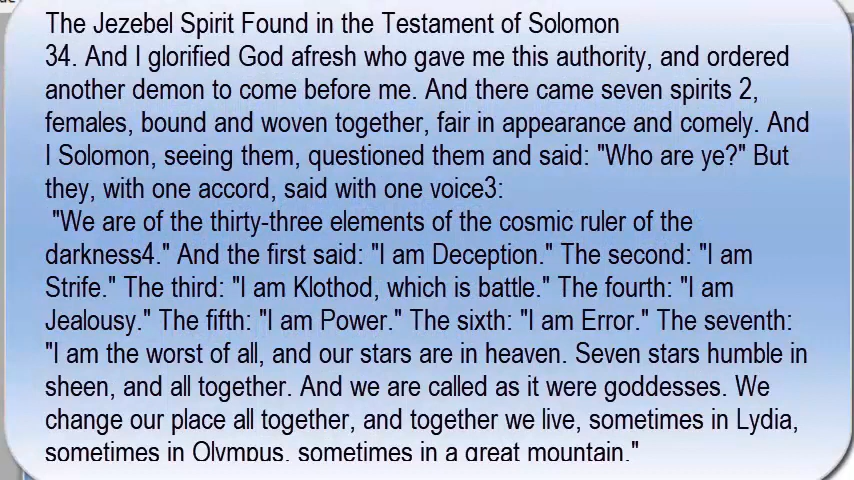 The Jezebel Spirit Found in the Testament of Solomon
34. And I glorified God afresh who gave me this authority, and ordered
another demon to come before me. And there came seven spirits 2,
females, bound and woven together, fair in appearance and comely. And
I Solomon, seeing them, questioned them and said: "Who are ye?" But
they, with one accord, said with one voice3:
"We are of the thirty-three elements of the cosmic ruler of the
darkness4." And the first said: "I am Deception." The second: "I am
Strife." The third: "I am Klothod, which is battle." The fourth: "I am
Jealousy." The fifth: "I am Power." The sixth: "I am Error." The seventh:
"I am the worst of all, and our stars are in heaven. Seven stars humble in
sheen, and all together. And we are called as it were goddesses. We
change our place all together, and together we live, sometimes in Lydia,
sometimes in Olympus, sometimes in a great mountain."